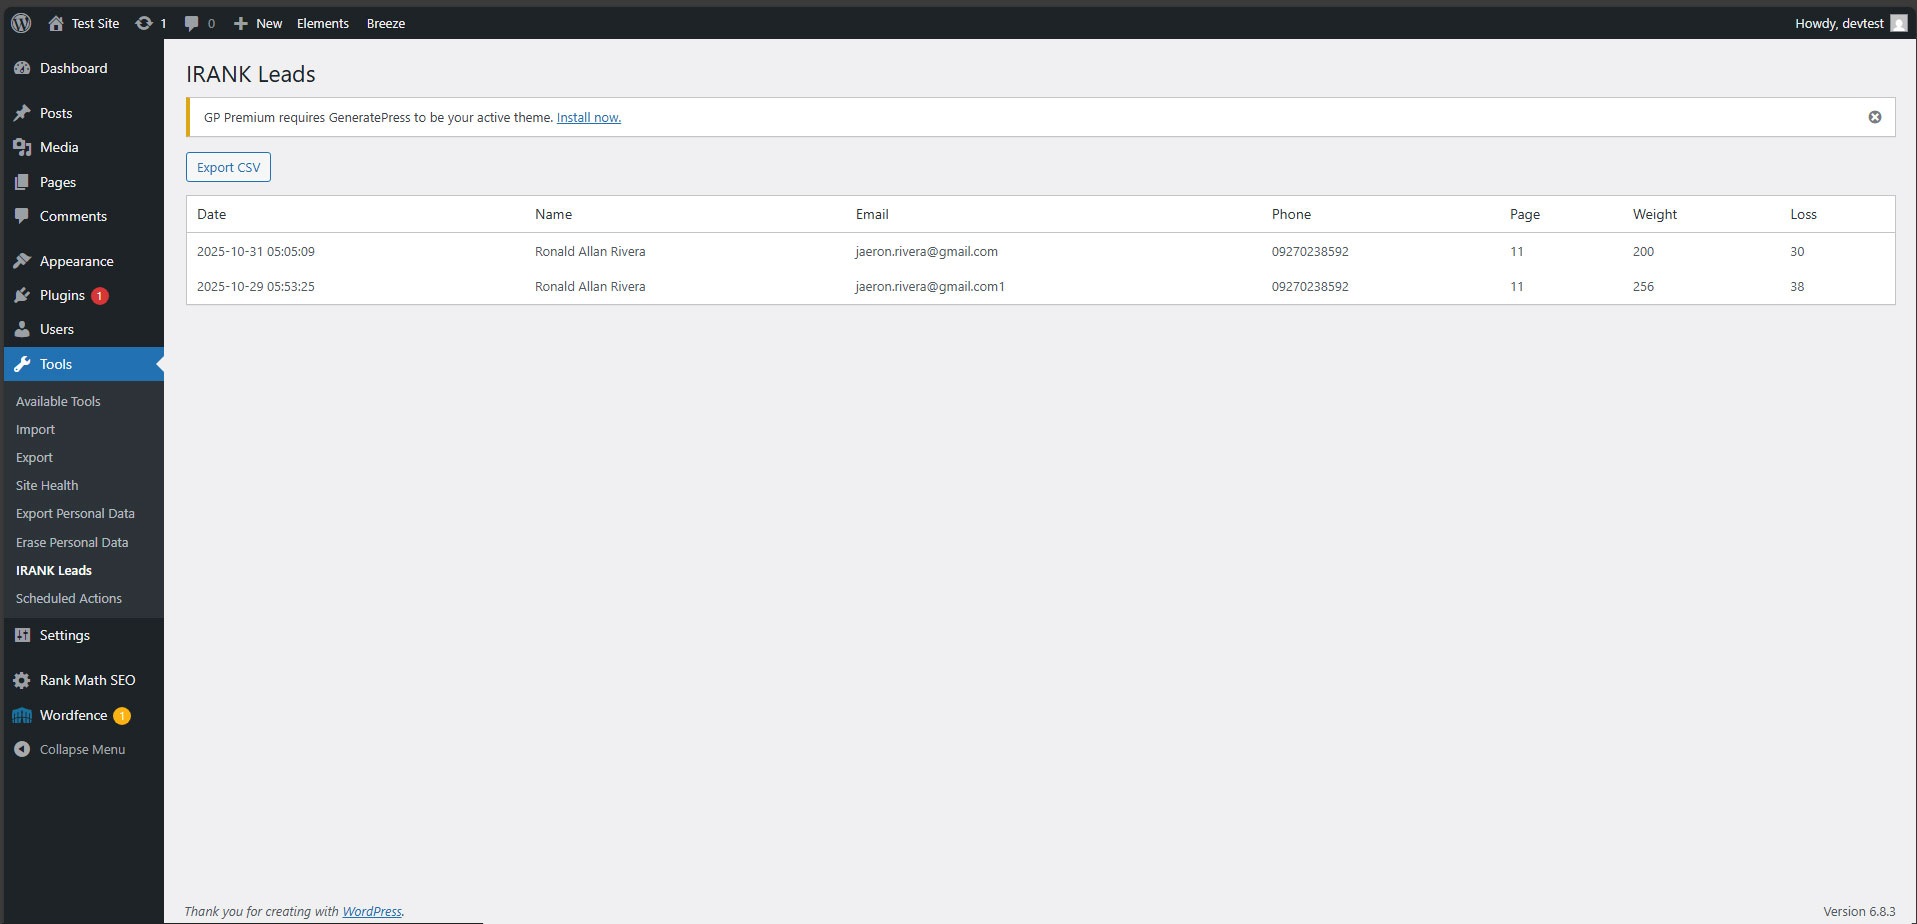 Test Site 1 0 New Elements Breeze Howdy, devtest
Dashboard
Posts
Media
Pages
Comments
Appearance
Plugins 1
Users
Tools
Available Tools
Import
Export
Site Health
Export Personal Data
Erase Personal Data
IRANK Leads
Scheduled Actions
Settings
Rank Math SEO
Wordfence 1
Collapse Menu
IRANK Leads
GP Premium requires GeneratePress to be your active theme. Install now.
Export CSV
Date Name Email Phone Page Weight Loss
2025-10-31 05:05:09 Ronald Allan Rivera jaeron.rivera@gmail.com 09270238592 11 200 30
2025-10-29 05:53:25 Ronald Allan Rivera jaeron.rivera@gmail.com1 09270238592 11 256 38
Thank you for creating with WordPress. Version 6.8.3